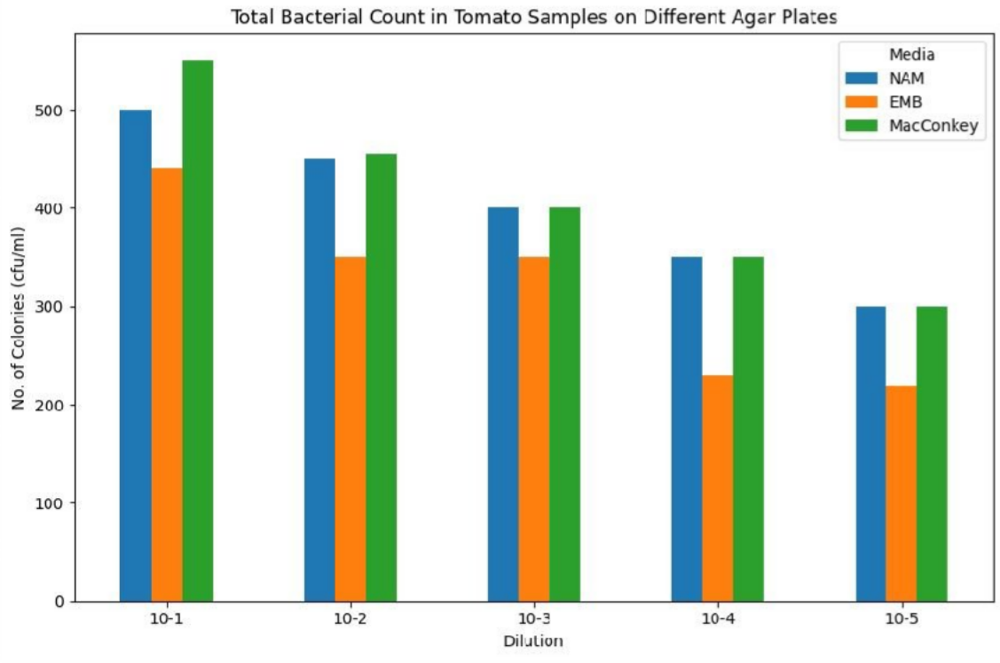 Total Bacterial Count in Tomato Samples on Different Agar Plates
Media
NAM
EMB
MacConkey
No. of Colonies (cfu/ml)
500
400
300
200
100
0
10-1 10-2 10-3 10-4 10-5
Dilution